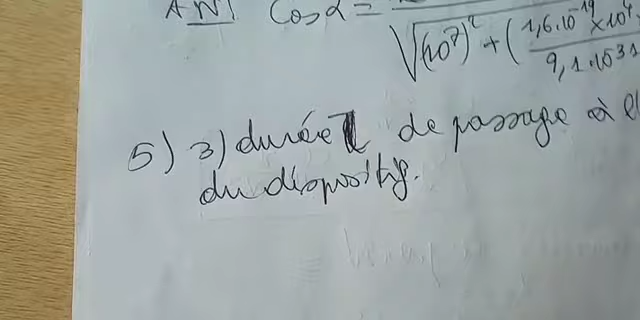 AN: Cos α =
√(10⁷)² + (1,6.10⁻¹⁹ × 10⁴
9,1.10⁻³¹
5) 3) durée de passage à
du dispositif.